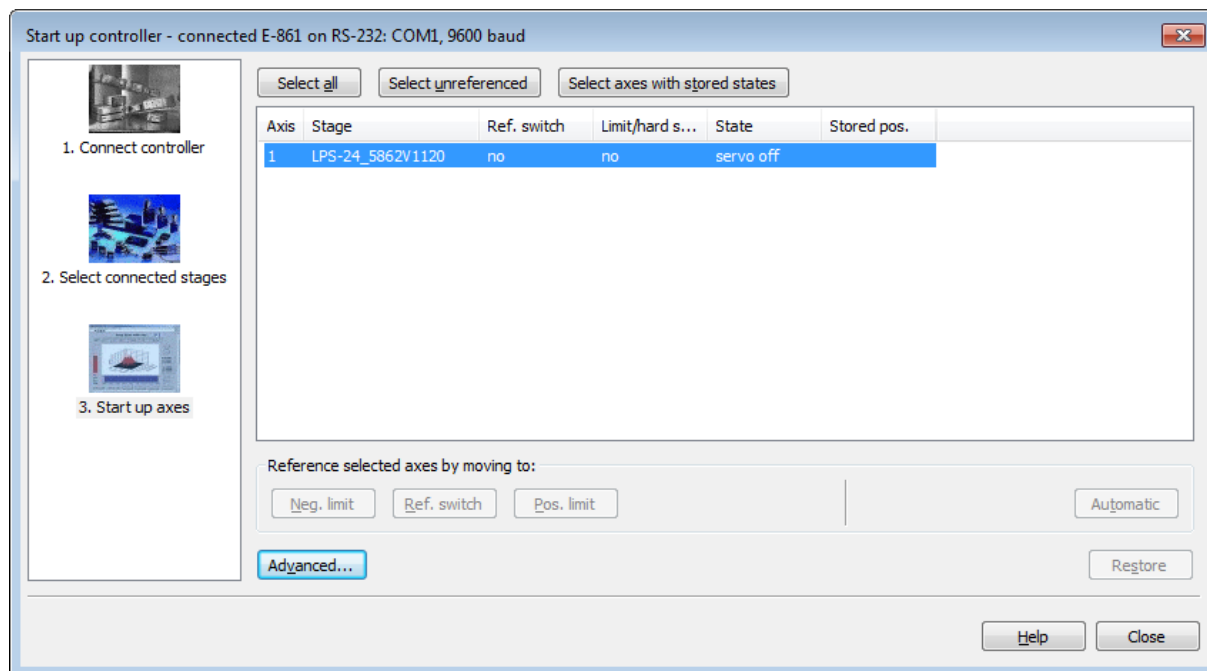 Start up controller - connected E-861 on RS-232: COM1, 9600 baud
1. Connect controller
2. Select connected stages
3. Start up axes
Select all Select unreferenced Select axes with stored states
Axis Stage Ref. switch Limit/hard s... State Stored pos.
1 LPS-24_5862V1120 no no servo off
Reference selected axes by moving to:
Neg. limit Ref. switch Pos. limit Automatic
Advanced... Restore
Help Close